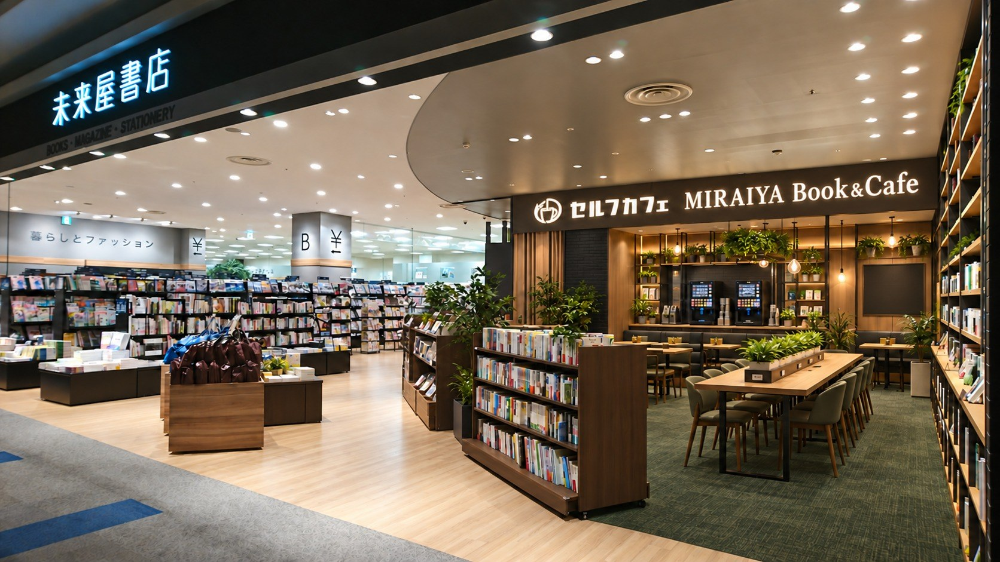 未来屋書店
BOOKS・MAGAZINE・STATIONERY
セルフカフェ MIRAIYA Book&Cafe
暮らしとファッション
¥
B
¥